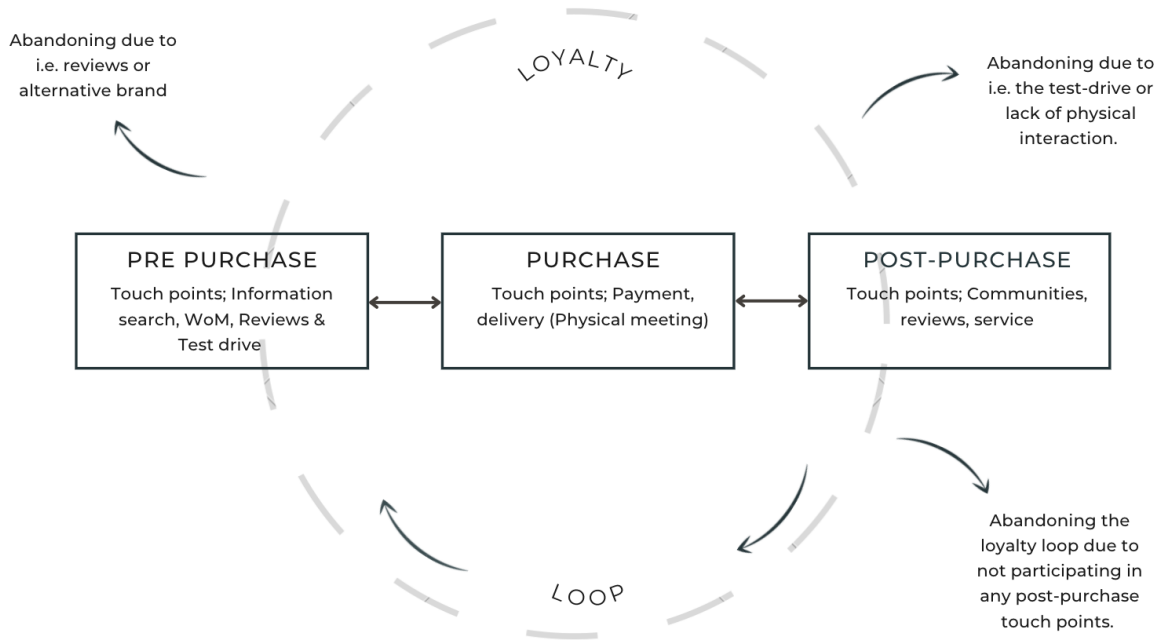 Abandoning due to
i.e. reviews or
alternative brand
LOYALTY
Abandoning due to
i.e. the test-drive or
lack of physical
interaction.
PRE PURCHASE
Touch points; Information
search, WoM, Reviews &
Test drive
PURCHASE
Touch points; Payment,
delivery (Physical meeting)
POST-PURCHASE
Touch points; Communities,
reviews, service
Abandoning the
loyalty loop due to
not participating in
any post-purchase
touch points.
LOOP